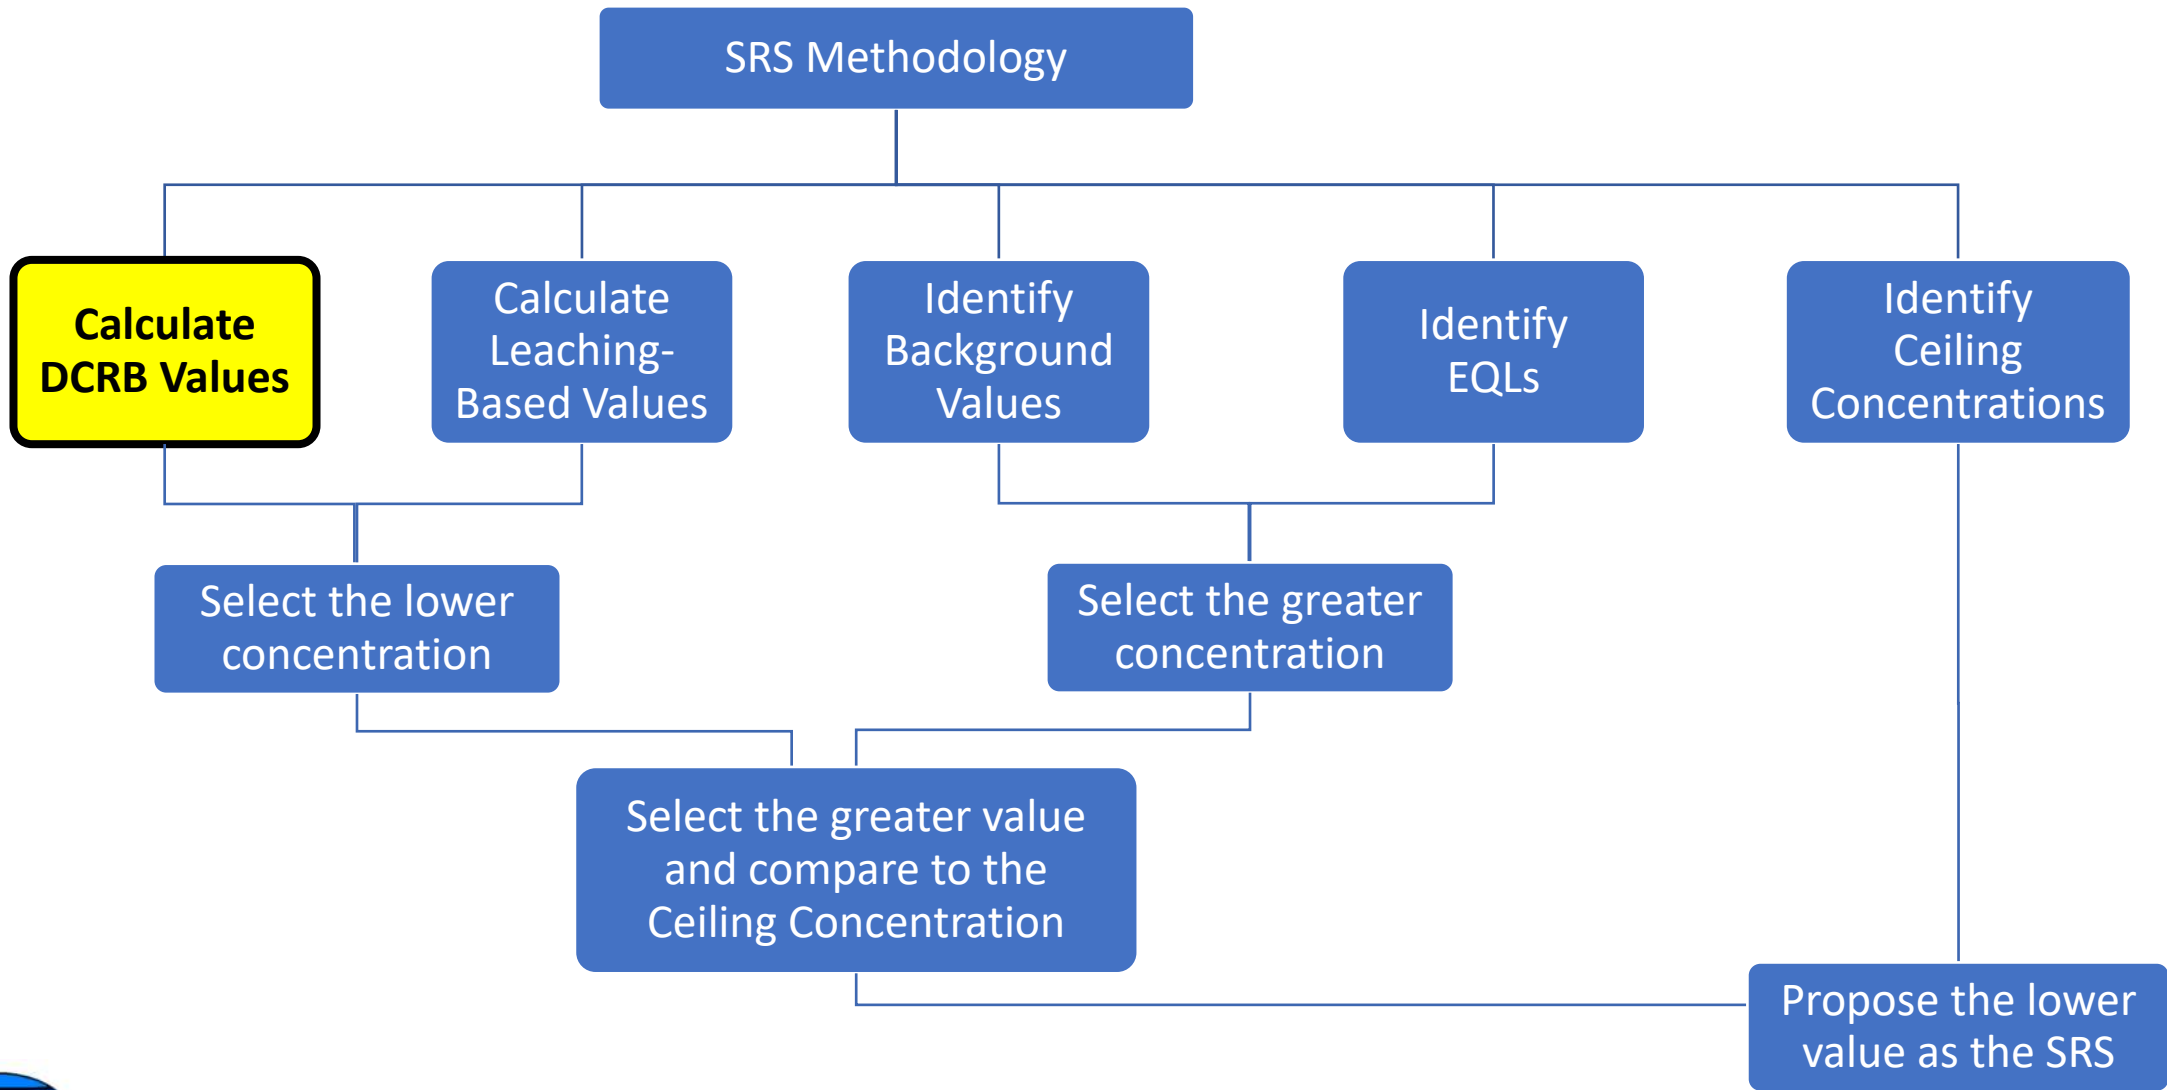 SRS Methodology
Calculate
DCRB Values
Calculate
Leaching-
Based Values
Identify
Background
Values
Identify
EQLs
Identify
Ceiling
Concentrations
Select the lower
concentration
Select the greater
concentration
Select the greater value
and compare to the
Ceiling Concentration
Propose the lower
value as the SRS